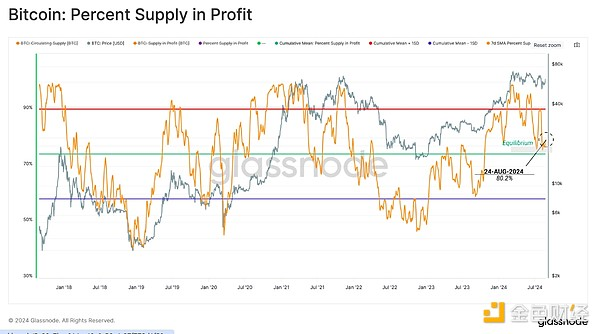 Bitcoin: Percent Supply in Profit
BTC: Circulating Supply [BTC] BTC: Price [USD] BTC: Supply in Profit [BTC] Percent Supply in Profit Cumulative Mean: Percent Supply in Profit Cumulative Mean + 1SD Cumulative Mean - 1SD 7d SMA Percent Sup
Reset zoom
$80k
90% $40k
Equilibrium
70% glassnode
24-AUG-2024
80.2%
$10k
50% $6k
30% $2k
Jan '18 Jul '18 Jan '19 Jul '19 Jan '20 Jul '20 Jan '21 Jul '21 Jan '22 Jul '22 Jan '23 Jul '23 Jan '24 Jul '24
© 2024 Glassnode. All Rights Reserved. glassnode
金色财经